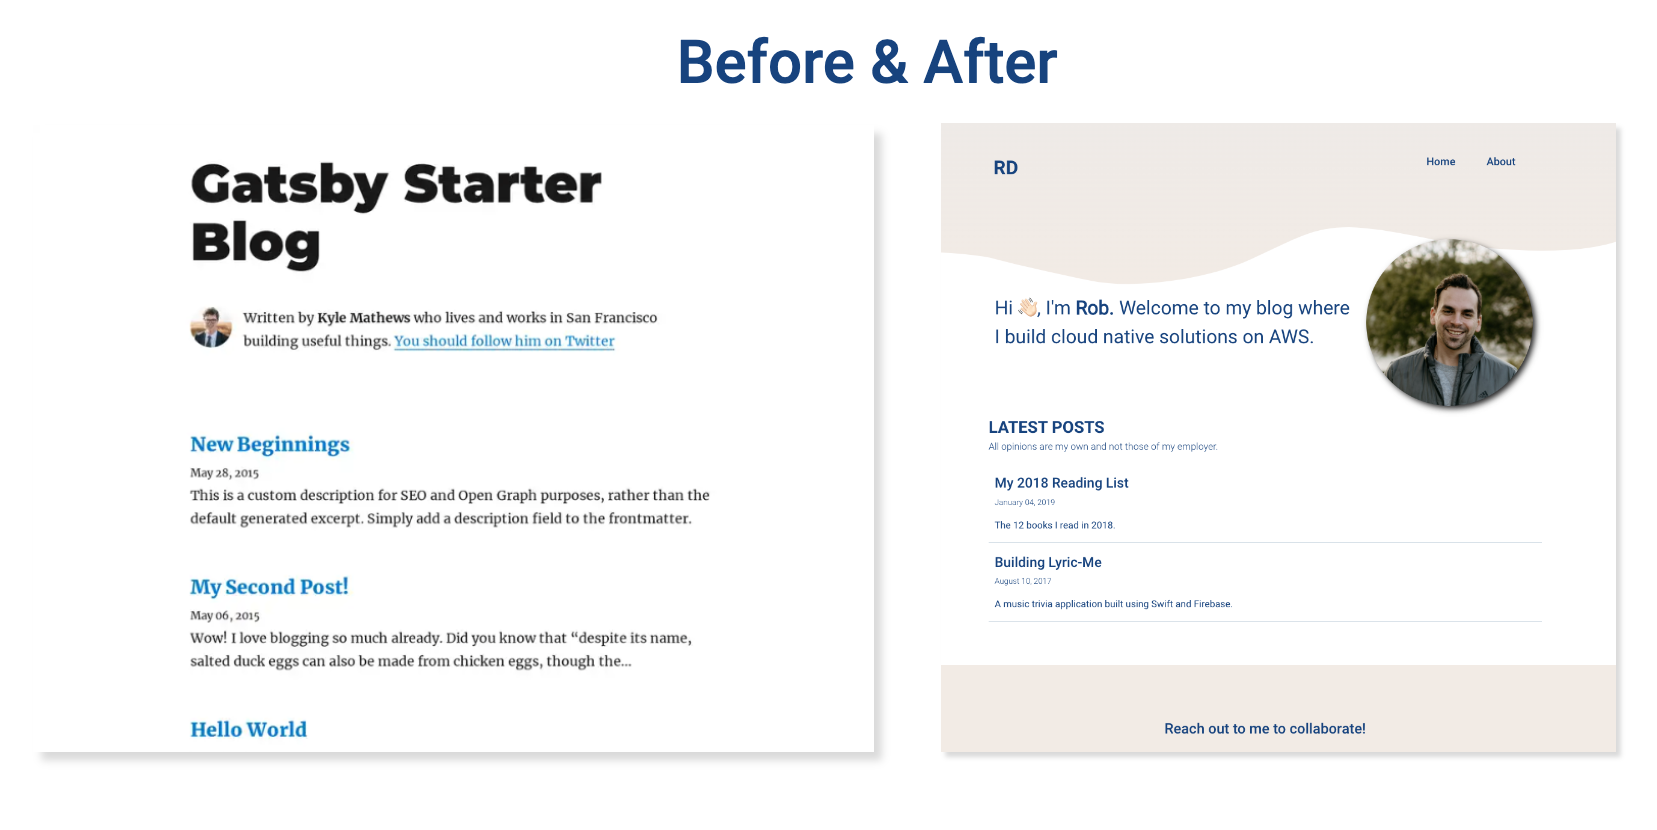 Before & After
Gatsby Starter
Blog
Written by Kyle Mathews who lives and works in San Francisco
building useful things. You should follow him on Twitter
New Beginnings
May 28, 2015
This is a custom description for SEO and Open Graph purposes, rather than the
default generated excerpt. Simply add a description field to the frontmatter.
My Second Post!
May 06, 2015
Wow! I love blogging so much already. Did you know that “despite its name,
salted duck eggs can also be made from chicken eggs, though the...
Hello World
RD
Home About
Hi 👋🏻, I'm Rob. Welcome to my blog where
I build cloud native solutions on AWS.
LATEST POSTS
All opinions are my own and not those of my employer.
My 2018 Reading List
January 04, 2019
The 12 books I read in 2018.
Building Lyric-Me
August 10, 2017
A music trivia application built using Swift and Firebase.
Reach out to me to collaborate!